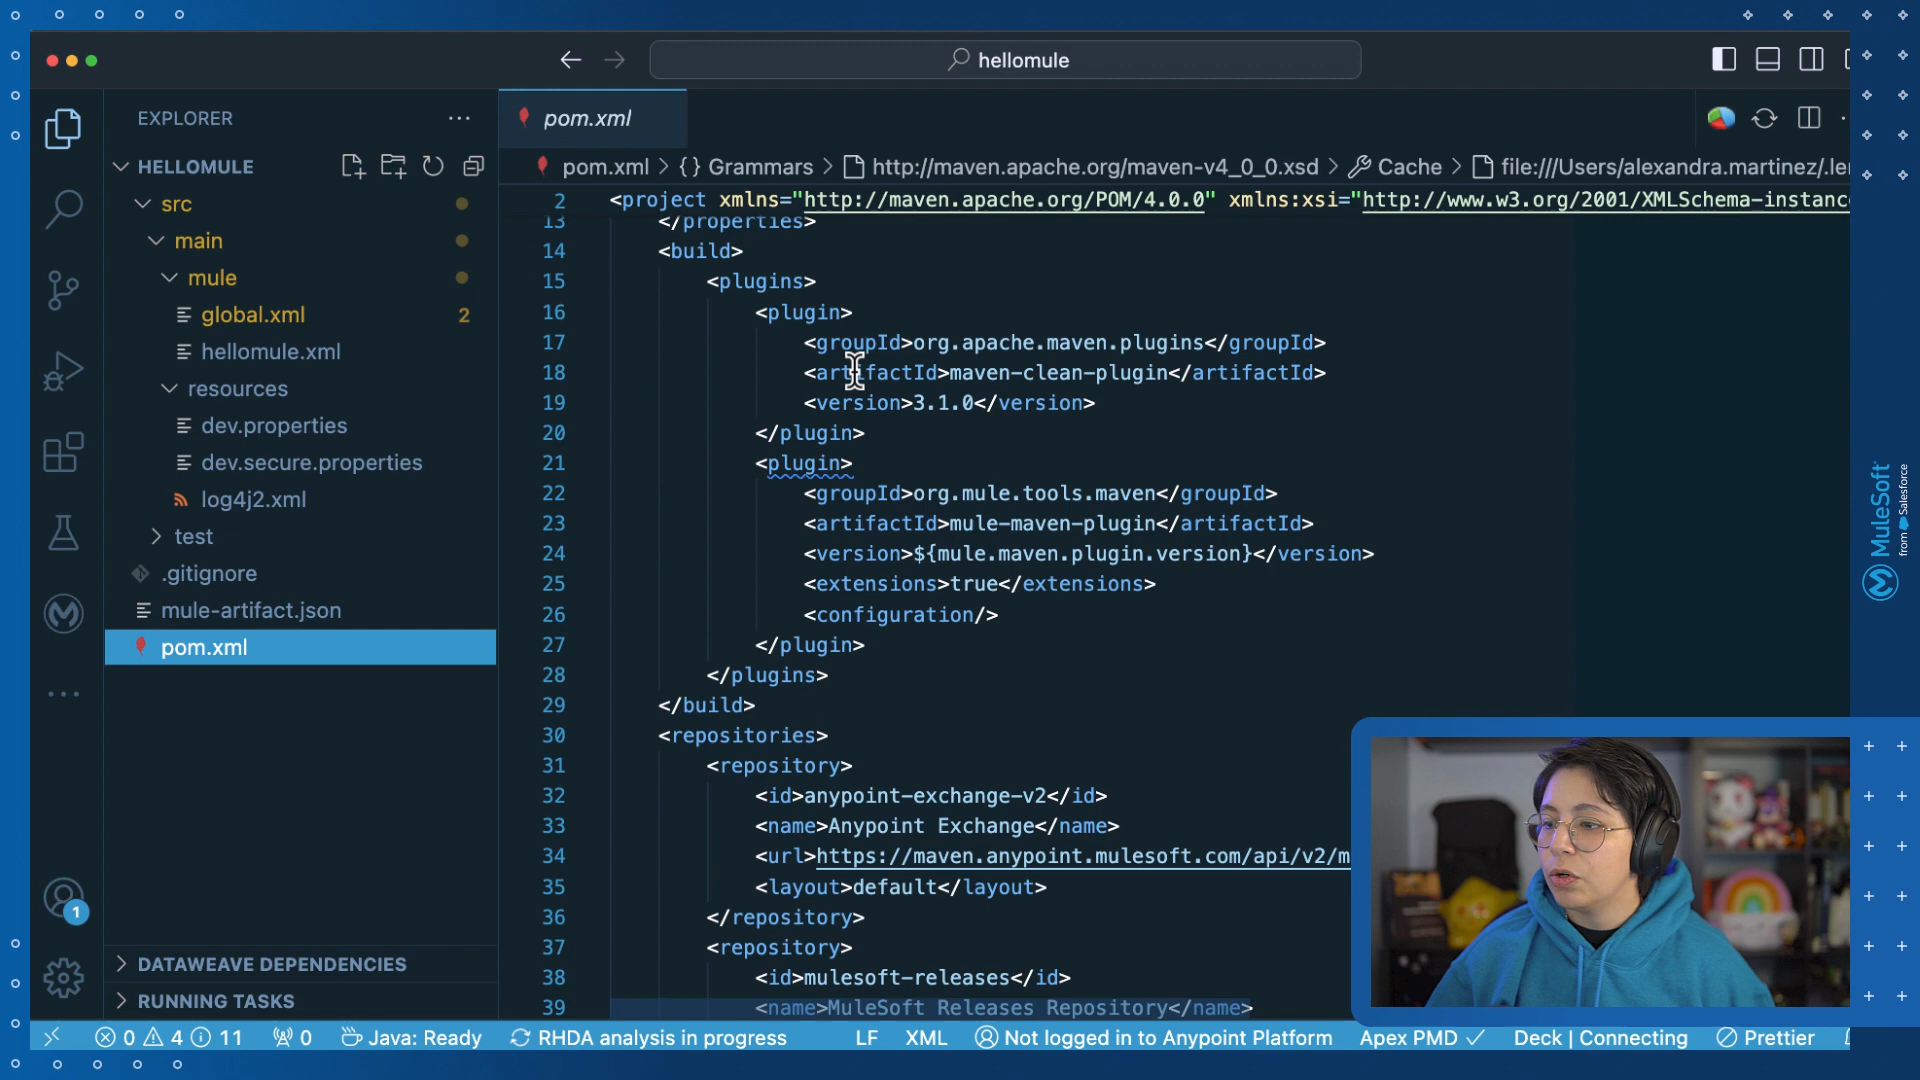 hellomule
EXPLORER
HELLOMULE
src
main
mule
global.xml 2
hellomule.xml
resources
dev.properties
dev.secure.properties
log4j2.xml
test
.gitignore
mule-artifact.json
pom.xml
DATAWEAVE DEPENDENCIES
RUNNING TASKS
1
pom.xml
pom.xml > {} Grammars > http://maven.apache.org/maven-v4_0_0.xsd > Cache > file:///Users/alexandra.martinez/.le
2 <project xmlns="http://maven.apache.org/POM/4.0.0" xmlns:xsi="http://www.w3.org/2001/XMLSchema-instanc
13 </properties>
14 <build>
15 <plugins>
16 <plugin>
17 <groupId>org.apache.maven.plugins</groupId>
18 <artifactId>maven-clean-plugin</artifactId>
19 <version>3.1.0</version>
20 </plugin>
21 <plugin>
22 <groupId>org.mule.tools.maven</groupId>
23 <artifactId>mule-maven-plugin</artifactId>
24 <version>${mule.maven.plugin.version}</version>
25 <extensions>true</extensions>
26 <configuration/>
27 </plugin>
28 </plugins>
29 </build>
30 <repositories>
31 <repository>
32 <id>anypoint-exchange-v2</id>
33 <name>Anypoint Exchange</name>
34 <url>https://maven.anypoint.mulesoft.com/api/v2/m
35 <layout>default</layout>
36 </repository>
37 <repository>
38 <id>mulesoft-releases</id>
39 <name>MuleSoft Releases Repository</name>
0 4 11 0 Java: Ready RHDA analysis in progress LF XML Not logged in to Anypoint Platform Apex PMD Deck | Connecting Prettier
MuleSoft
from Salesforce